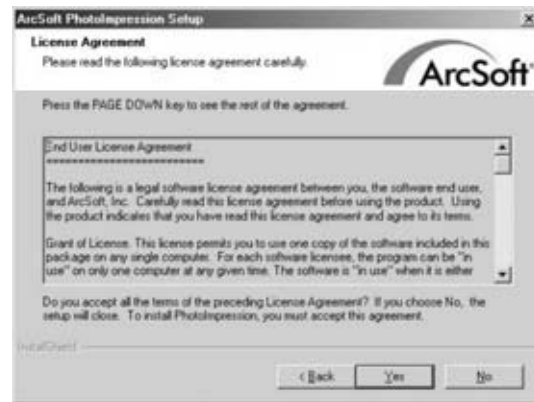 ArcSoft PhotoImpression Setup
License Agreement
Please read the following license agreement carefully.
ArcSoft
Press the PAGE DOWN key to see the rest of the agreement.
End User License Agreement
==========================
The following is a legal software license agreement between you, the software end user,
and ArcSoft, Inc. Carefully read this license agreement before using the product. Using
the product indicates that you have read this license agreement and agree to its terms.
Grant of License. This license permits you to use one copy of the software included in this
package on any single computer. For each software licensee, the program can be "in
use" on only one computer at any given time. The software is "in use" when it is either
Do you accept all the terms of the preceding License Agreement? If you choose No, the
setup will close. To install PhotoImpression, you must accept this agreement.
InstallShield
< Back Yes No